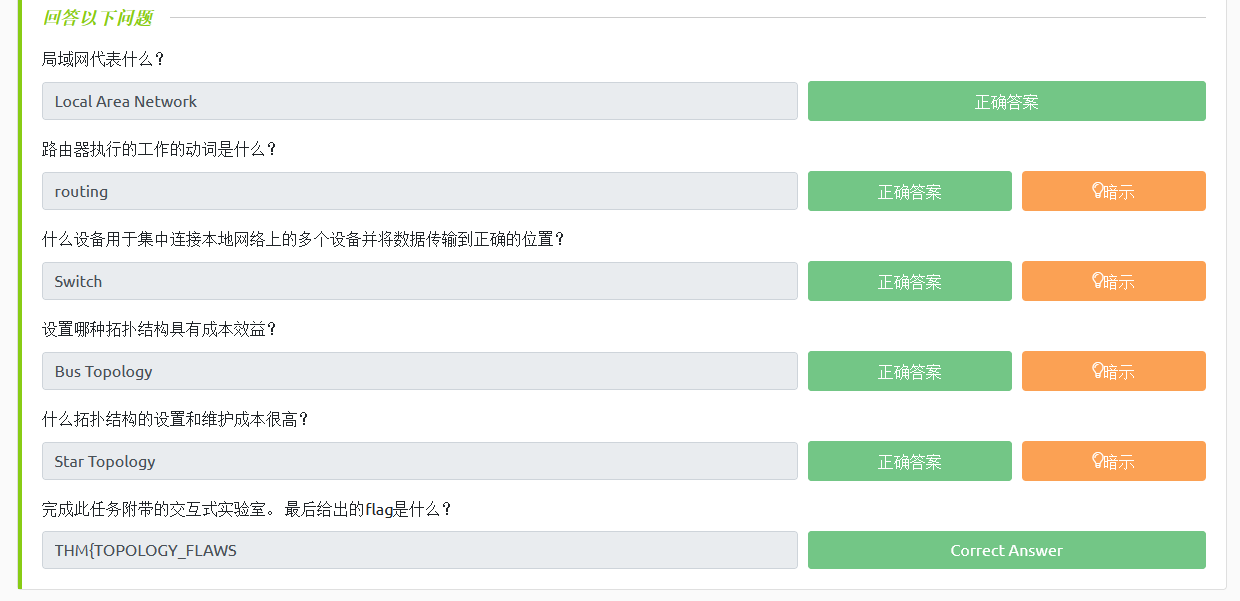 回答以下问题
局域网代表什么？
Local Area Network
正确答案
路由器执行的工作的动词是什么？
routing
正确答案
暗示
什么设备用于集中连接本地网络上的多个设备并将数据传输到正确的位置？
Switch
正确答案
暗示
设置哪种拓扑结构具有成本效益？
Bus Topology
正确答案
暗示
什么拓扑结构的设置和维护成本很高？
Star Topology
正确答案
暗示
完成此任务附带的交互式实验室。 最后给出的flag是什么？
THM{TOPOLOGY_FLAWS
Correct Answer